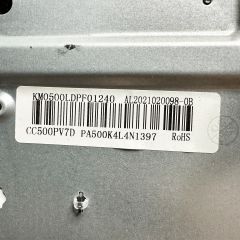 KM0500LDPF01240 AL2021020098-0B
CC500PV7D PA500K4L4N1397 RoHS